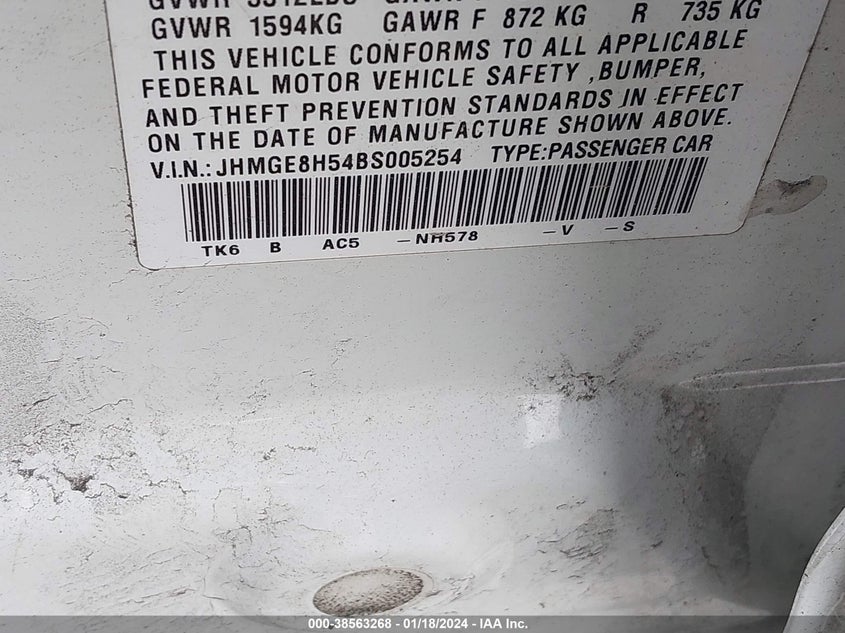 GVWR 1594KG GAWR F 872 KG R 735 KG
THIS VEHICLE CONFORMS TO ALL APPLICABLE
FEDERAL MOTOR VEHICLE SAFETY ,BUMPER,
AND THEFT PREVENTION STANDARDS IN EFFECT
ON THE DATE OF MANUFACTURE SHOWN ABOVE.
V.I.N.:JHMGE8H54BS005254 TYPE:PASSENGER CAR
TK6 B AC5 -NH578 -V -S
000-38563268 - 01/18/2024 - IAA Inc.